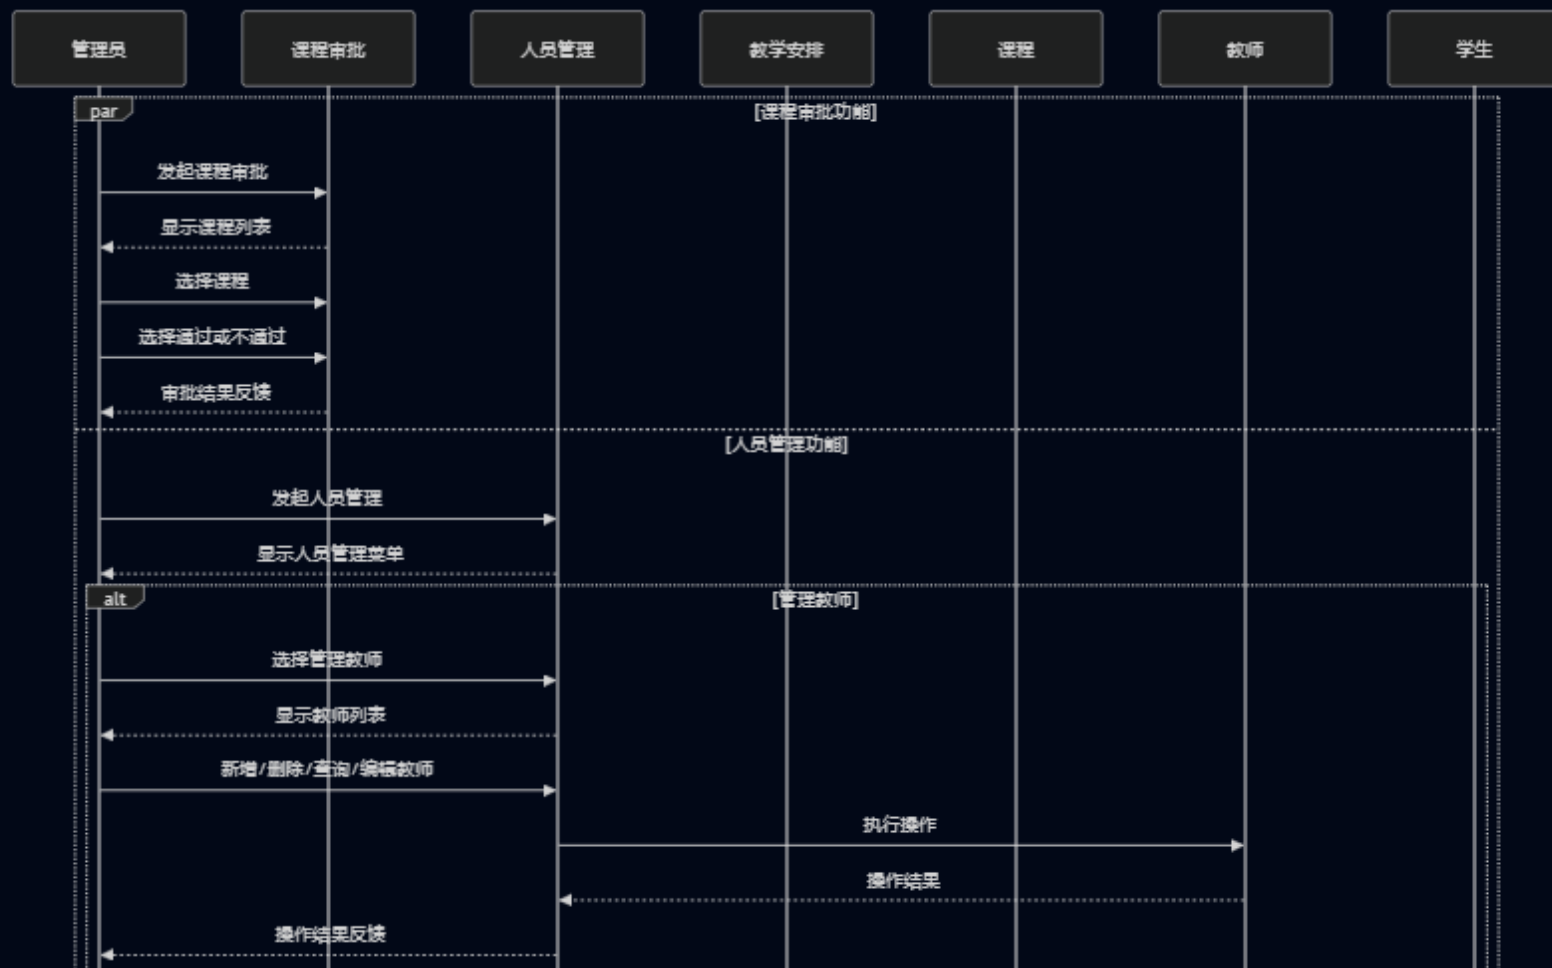 管理员
课程审批
人员管理
教学安排
课程
教师
学生
par
[课程审批功能]
发起课程审批
显示课程列表
选择课程
选择通过或不通过
审批结果反馈
[人员管理功能]
发起人员管理
显示人员管理菜单
alt
[管理教师]
选择管理教师
显示教师列表
新增/删除/查询/编辑教师
执行操作
操作结果
操作结果反馈